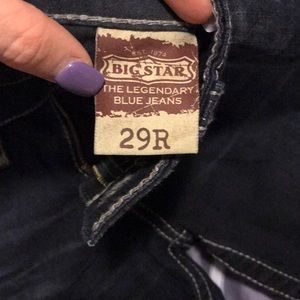 EST. 1974
BIG STAR
THE LEGENDARY
BLUE JEANS
29R